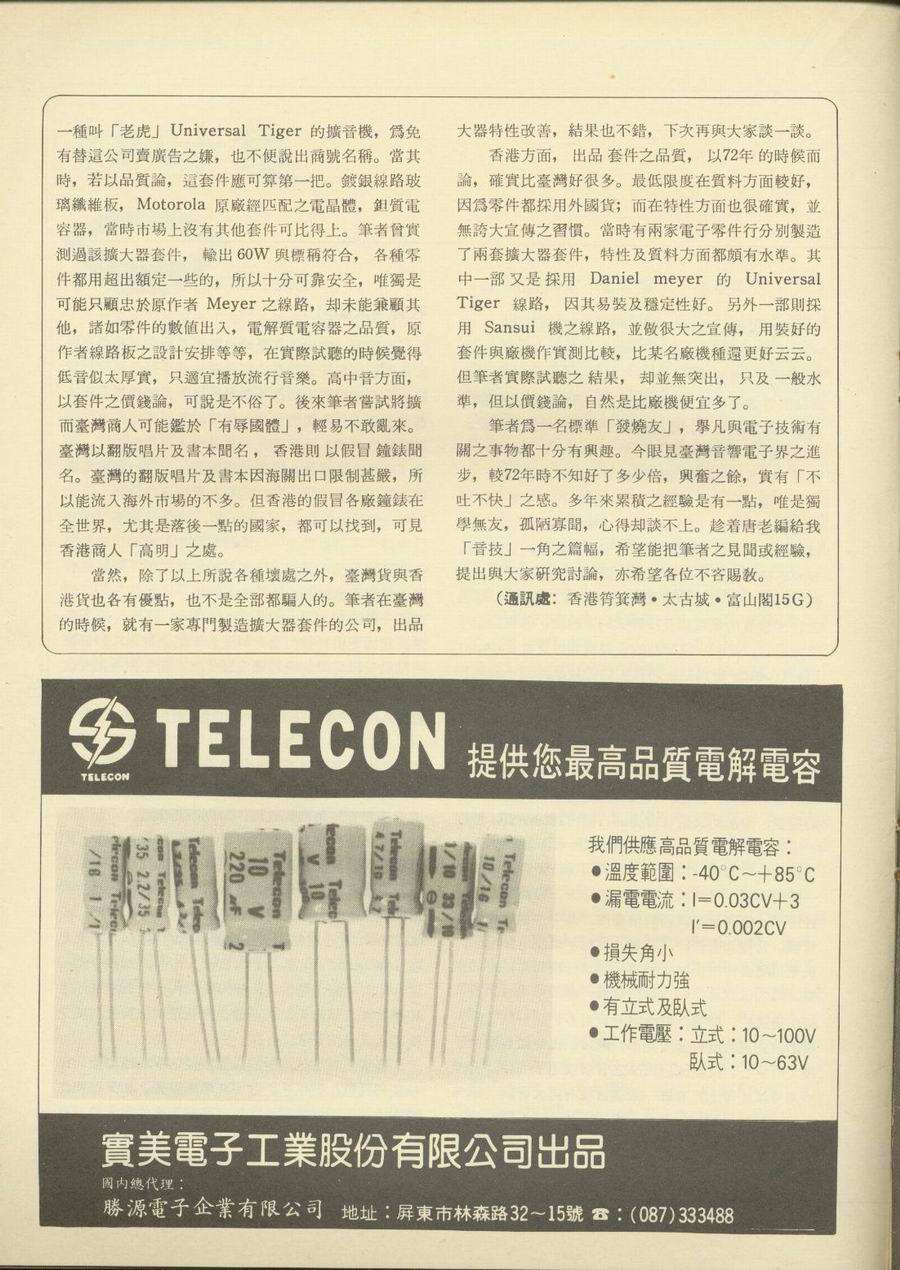 一種叫「老虎」Universal Tiger 的擴音機，爲免
有替這公司賣廣告之嫌，也不便說出商號名稱。當其
時，若以品質論，這套件應可算第一把。鍍銀線路玻
璃纖維板，Motorola 原廠經匹配之電晶體，鉭質電
容器，當時市場上沒有其他套件可比得上。筆者曾實
測過該擴大器套件，輸出 60W 與標稱符合，各種零
件都用超出額定一些的，所以十分可靠安全，唯獨是
可能只顧忠於原作者 Meyer 之線路，却未能兼顧其
他，諸如零件的數值出入，電解質電容器之品質，原
作者線路板之設計安排等等，在實際試聽的時候覺得
低音似太厚實，只適宜播放流行音樂。高中音方面，
以套件之價錢論，可說是不俗了。後來筆者嘗試將擴
而臺灣商人可能鑑於「有辱國體」，輕易不敢亂來。
臺灣以翻版唱片及書本聞名，香港則以假冒鐘錶聞
名。臺灣的翻版唱片及書本因海關出口限制甚嚴，所
以能流入海外市場的不多。但香港的假冒各廠鐘錶在
全世界，尤其是落後一點的國家，都可以找到，可見
香港商人「高明」之處。
當然，除了以上所說各種壞處之外，臺灣貨與香
港貨也各有優點，也不是全部都騙人的。筆者在臺灣
的時候，就有一家專門製造擴大器套件的公司，出品
大器特性改善，結果也不錯，下次再與大家談一談。
香港方面，出品套件之品質，以72年的時候而
論，確實比臺灣好很多。最低限度在質料方面較好，
因爲零件都採用外國貨；而在特性方面也很確實，並
無誇大宣傳之習慣。當時有兩家電子零件行分別製造
了兩套擴大器套件，特性及質料方面都頗有水準。其
中一部又是採用 Daniel meyer 的 Universal
Tiger 線路，因其易裝及穩定性好。另外一部則採
用 Sansui 機之線路，並做很大之宣傳，用裝好的
套件與廠機作實測比較，比某名廠機種還更好云云。
但筆者實際試聽之結果，却並無突出，只及一般水
準，但以價錢論，自然是比廠機便宜多了。
筆者爲一名標準「發燒友」，舉凡與電子技術有
關之事物都十分有興趣。今眼見臺灣音響電子界之進
步，較72年時不知好了多少倍，興奮之餘，實有「不
吐不快」之感。多年來累積之經驗是有一點，唯是獨
學無友，孤陋寡聞，心得却談不上。趁着唐老編給我
「音技」一角之篇幅，希望能把筆者之見聞或經驗，
提出與大家研究討論，亦希望各位不吝賜敎。
（通訊處：香港筲箕灣•太古城•富山閣15G）
TELECON
TELECON
提供您最高品質電解電容
我們供應高品質電解電容：
●溫度範圍：-40°C～+85°C
●漏電電流：I=0.03CV+3
I′=0.002CV
●損失角小
●機械耐力強
●有立式及臥式
●工作電壓：立式：10～100V
臥式：10～63V
實美電子工業股份有限公司出品
國內總代理：
勝源電子企業有限公司 地址：屏東市林森路32～15號 ☎：(087)333488